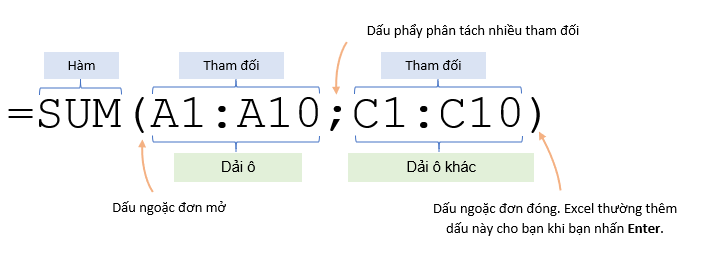 Dấu phẩy phân tách nhiều tham đối
Hàm
Tham đối
Tham đối
=SUM(A1:A10;C1:C10)
Dải ô
Dải ô khác
Dấu ngoặc đơn mở
Dấu ngoặc đơn đóng. Excel thường thêm
dấu này cho bạn khi bạn nhấn Enter.